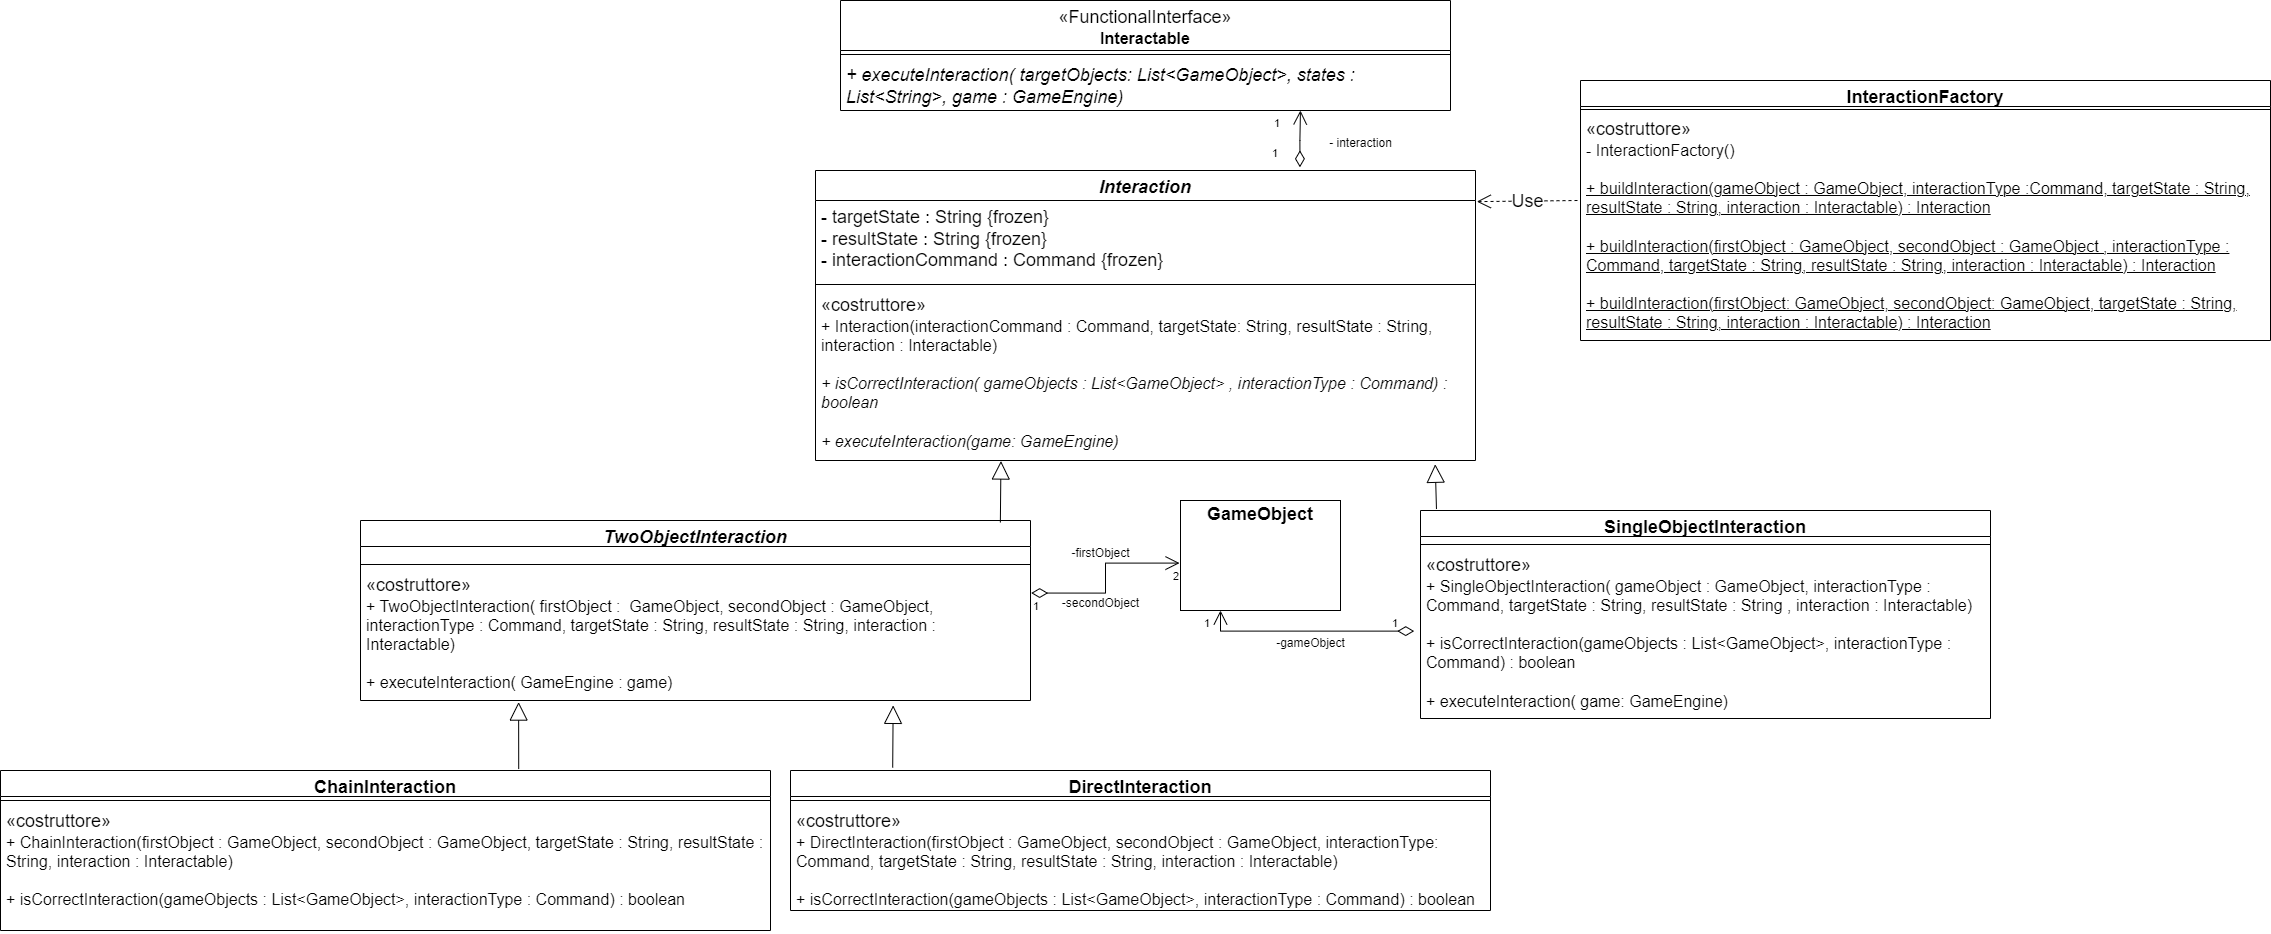 «FunctionalInterface»
Interactable
+ executeInteraction( targetObjects: List<GameObject>, states :
List<String>, game : GameEngine)
1
1
- interaction
InteractionFactory
«costruttore»
- InteractionFactory()
+ buildInteraction(gameObject : GameObject, interactionType :Command, targetState : String,
resultState : String, interaction : Interactable) : Interaction
+ buildInteraction(firstObject : GameObject, secondObject : GameObject , interactionType :
Command, targetState : String, resultState : String, interaction : Interactable) : Interaction
+ buildInteraction(firstObject: GameObject, secondObject: GameObject, targetState : String,
resultState : String, interaction : Interactable) : Interaction
Use
Interaction
- targetState : String {frozen}
- resultState : String {frozen}
- interactionCommand : Command {frozen}
«costruttore»
+ Interaction(interactionCommand : Command, targetState: String, resultState : String,
interaction : Interactable)
+ isCorrectInteraction( gameObjects : List<GameObject> , interactionType : Command) :
boolean
+ executeInteraction(game: GameEngine)
TwoObjectInteraction
«costruttore»
+ TwoObjectInteraction( firstObject :  GameObject, secondObject : GameObject,
interactionType : Command, targetState : String, resultState : String, interaction :
Interactable)
+ executeInteraction( GameEngine : game)
-firstObject
2
1
-secondObject
GameObject
1
1
-gameObject
SingleObjectInteraction
«costruttore»
+ SingleObjectInteraction( gameObject : GameObject, interactionType :
Command, targetState : String, resultState : String , interaction : Interactable)
+ isCorrectInteraction(gameObjects : List<GameObject>, interactionType :
Command) : boolean
+ executeInteraction( game: GameEngine)
ChainInteraction
«costruttore»
+ ChainInteraction(firstObject : GameObject, secondObject : GameObject, targetState : String, resultState :
String, interaction : Interactable)
+ isCorrectInteraction(gameObjects : List<GameObject>, interactionType : Command) : boolean
DirectInteraction
«costruttore»
+ DirectInteraction(firstObject : GameObject, secondObject : GameObject, interactionType:
Command, targetState : String, resultState : String, interaction : Interactable)
+ isCorrectInteraction(gameObjects : List<GameObject>, interactionType : Command) : boolean